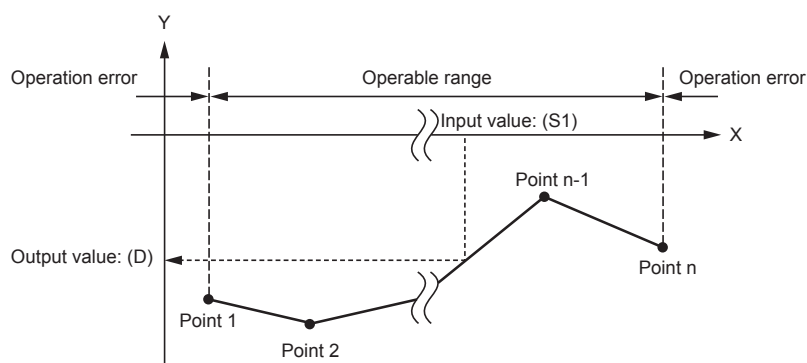 Y
Operation error
Operable range
Operation error
Input value: (S1)
X
Point n-1
Output value: (D)
Point n
Point 1
Point 2